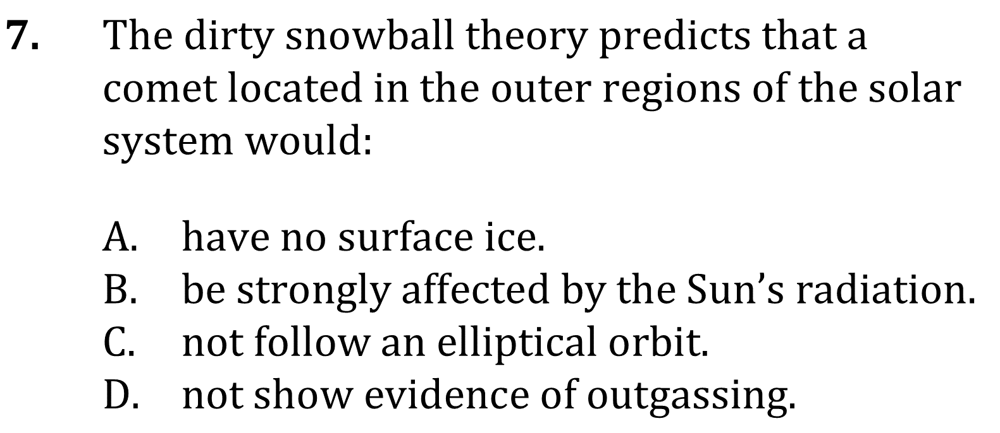 7. The dirty snowball theory predicts that a
comet located in the outer regions of the solar
system would:
A. have no surface ice.
B. be strongly affected by the Sun’s radiation.
C. not follow an elliptical orbit.
D. not show evidence of outgassing.